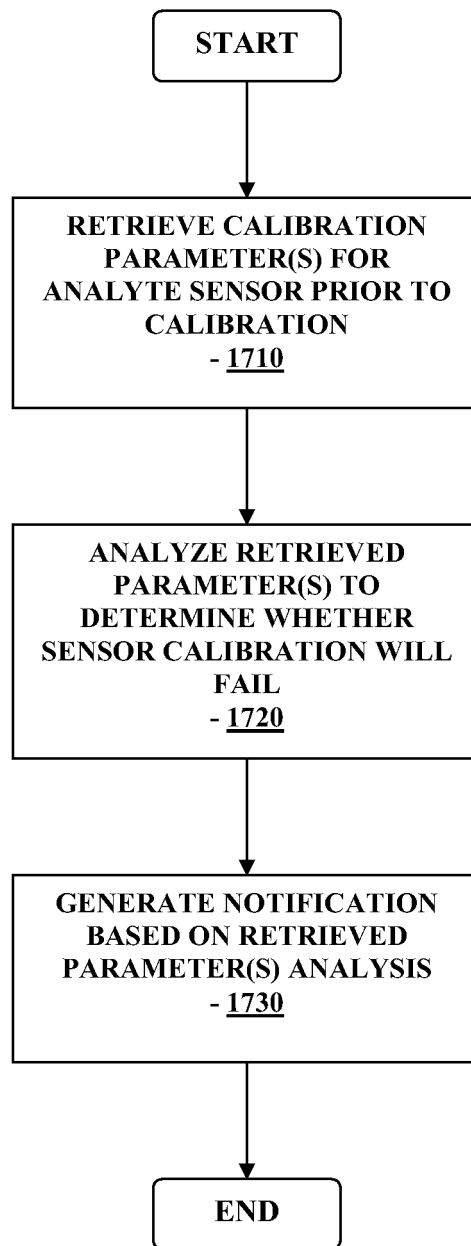 START
RETRIEVE CALIBRATION
PARAMETER(S) FOR
ANALYTE SENSOR PRIOR TO
CALIBRATION
- 1710
ANALYZE RETRIEVED
PARAMETER(S) TO
DETERMINE WHETHER
SENSOR CALIBRATION WILL
FAIL
- 1720
GENERATE NOTIFICATION
BASED ON RETRIEVED
PARAMETER(S) ANALYSIS
- 1730
END